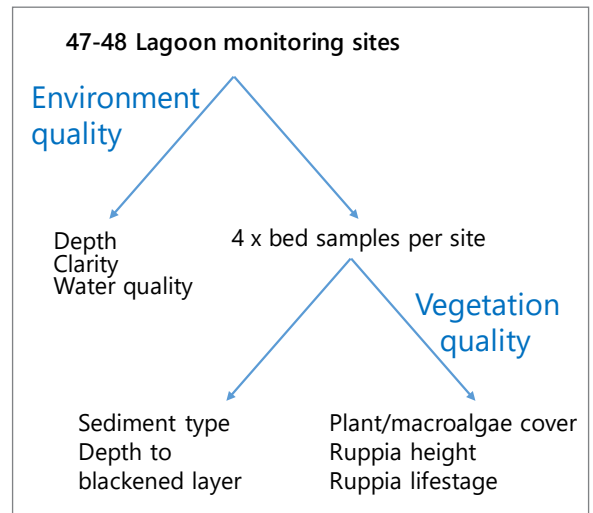 47-48 Lagoon monitoring sites
Environment
quality
Depth
Clarity
Water quality
4 x bed samples per site
Vegetation
quality
Sediment type
Depth to
blackened layer
Plant/macroalgae cover
Ruppia height
Ruppia lifestage